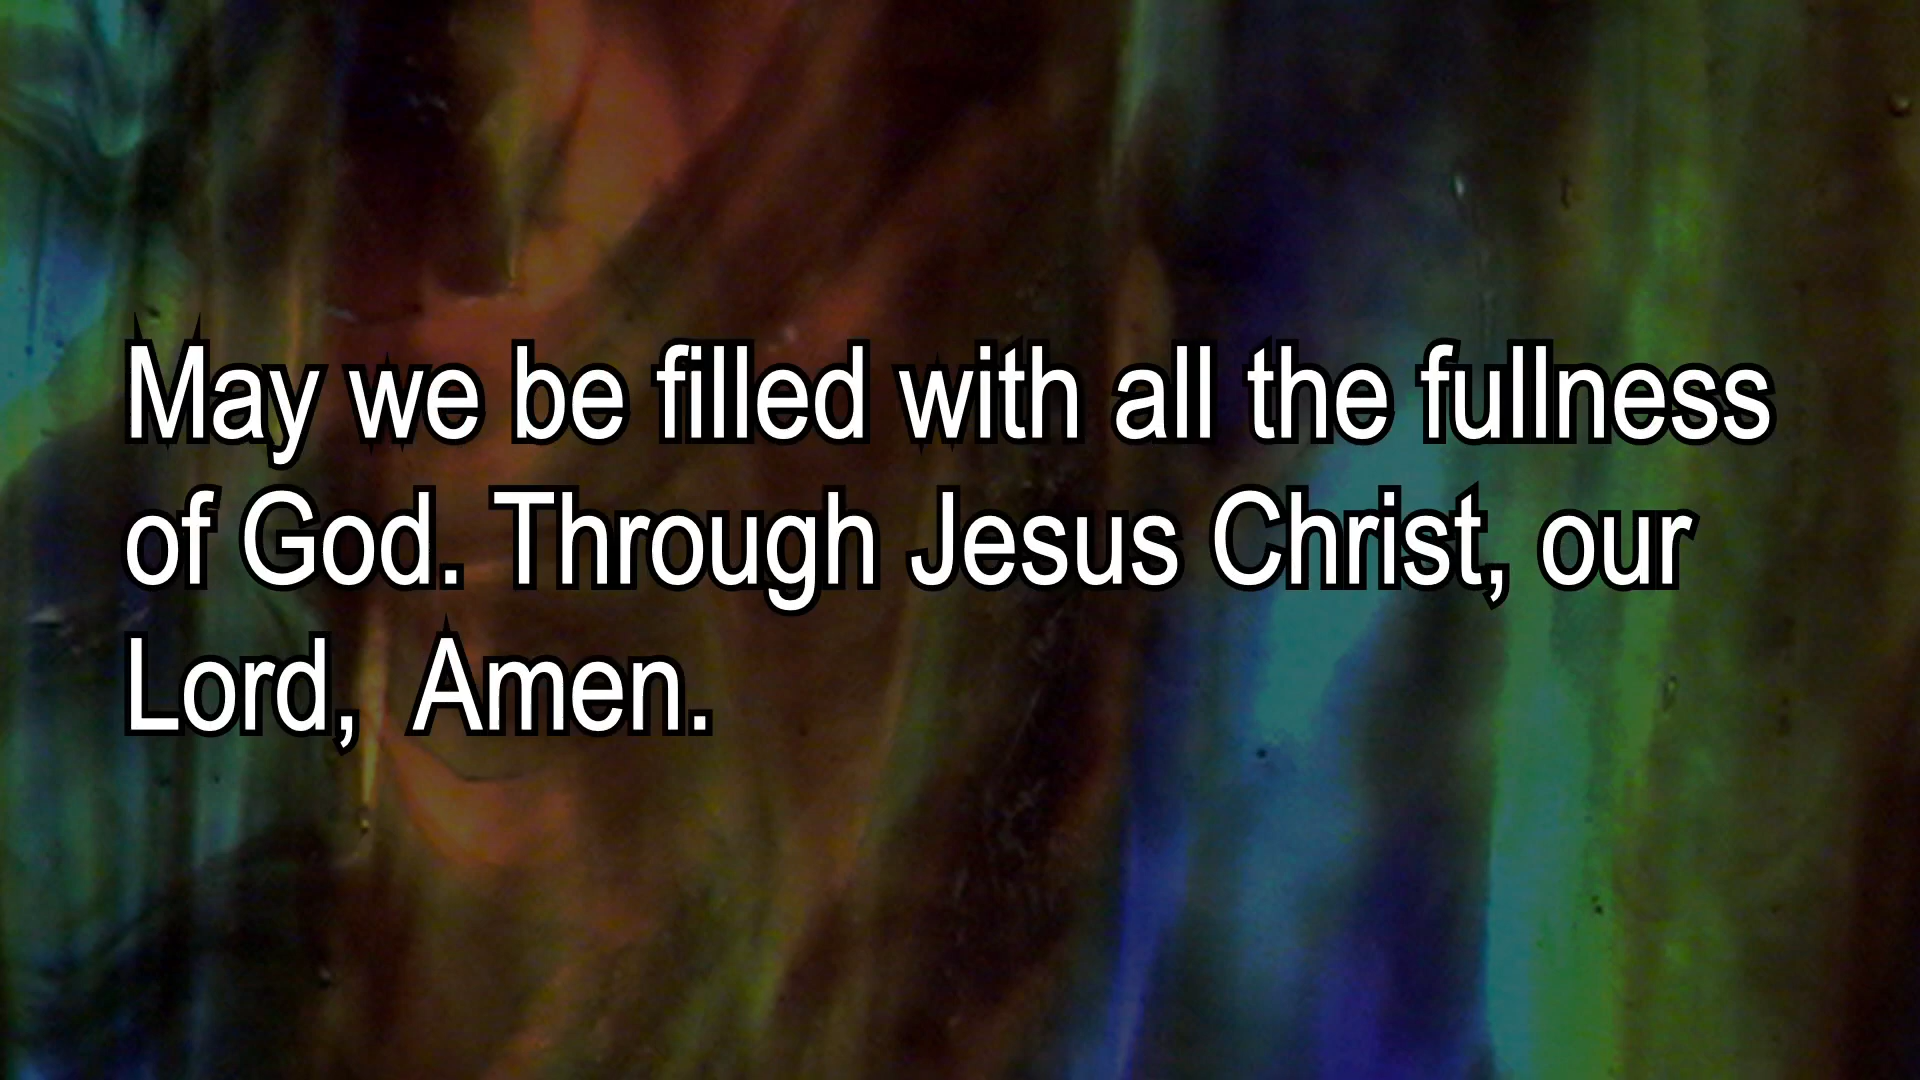 May we be filled with all the fullness
of God. Through Jesus Christ, our
Lord,  Amen.